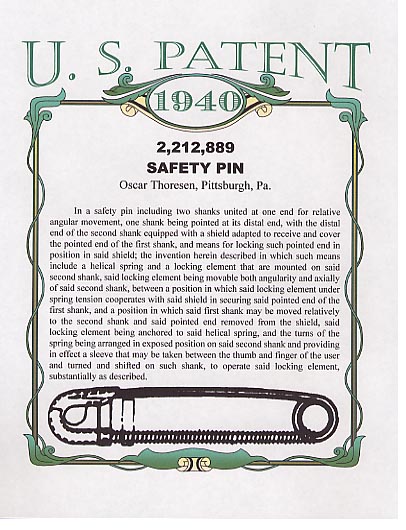 U. S. PATENT
1940
2,212,889
SAFETY PIN
Oscar Thoresen, Pittsburgh, Pa.
In a safety pin including two shanks united at one end for relative
angular movement, one shank being pointed at its distal end, with the distal
end of the second shank equipped with a shield adapted to receive and cover
the pointed end of the first shank, and means for locking such pointed end in
position in said shield; the invention herein described in which such means
include a helical spring and a locking element that are mounted on said
second shank, said locking element being movable both angularity and axially
of said second shank, between a position in which said locking element under
spring tension cooperates with said shield in securing said pointed end of the
first shank, and a position in which said first shank may be moved relatively
to the second shank and said pointed end removed from the shield, said
locking element being anchored to said helical spring, and the turns of the
spring being arranged in exposed position on said second shank and providing
in effect a sleeve that may be taken between the thumb and finger of the user
and turned and shifted on such shank, to operate said locking element,
substantially as described.